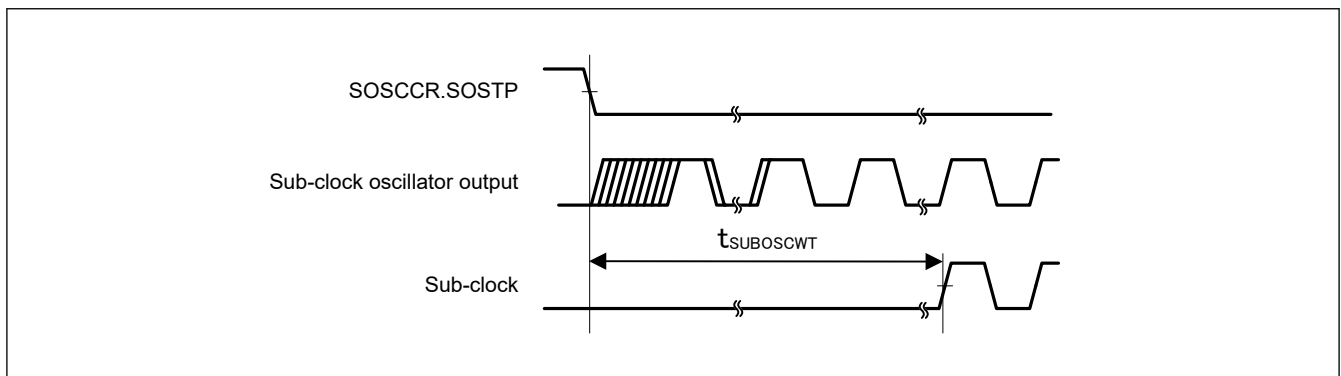 SOSCCR.SOSTP
Sub-clock oscillator output
tSUBOSCWT
Sub-clock